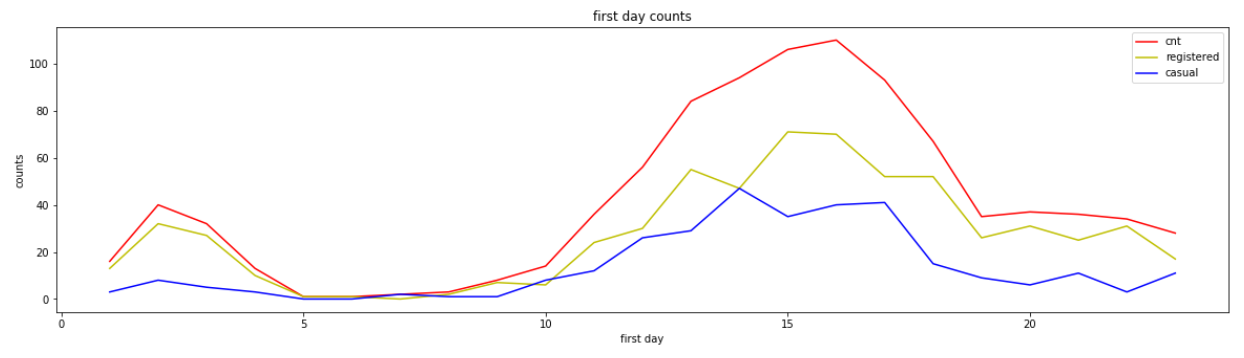 first day counts
cnt
registered
casual
counts
100
80
60
40
20
0
0
5
10
15
20
first day